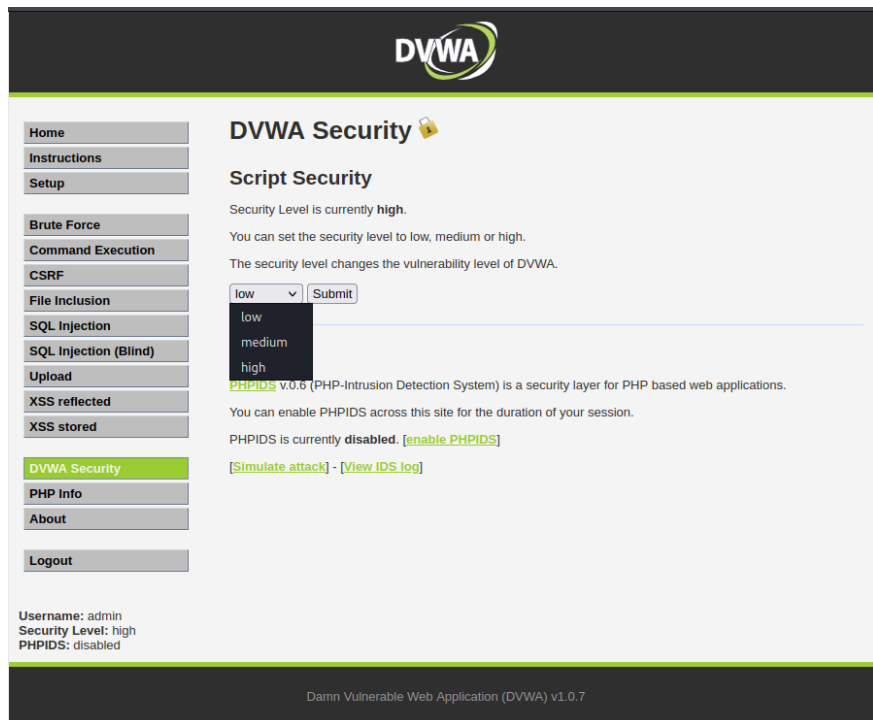 DVWA
Home
Instructions
Setup
Brute Force
Command Execution
CSRF
File Inclusion
SQL Injection
SQL Injection (Blind)
Upload
XSS reflected
XSS stored
DVWA Security
PHP Info
About
Logout
Username: admin
Security Level: high
PHPIDS: disabled
DVWA Security
Script Security
Security Level is currently high.
You can set the security level to low, medium or high.
The security level changes the vulnerability level of DVWA.
low Submit
low
medium
high
PHPIDS v.0.6 (PHP-Intrusion Detection System) is a security layer for PHP based web applications.
You can enable PHPIDS across this site for the duration of your session.
PHPIDS is currently disabled. [enable PHPIDS]
[Simulate attack] - [View IDS log]
Damn Vulnerable Web Application (DVWA) v1.0.7